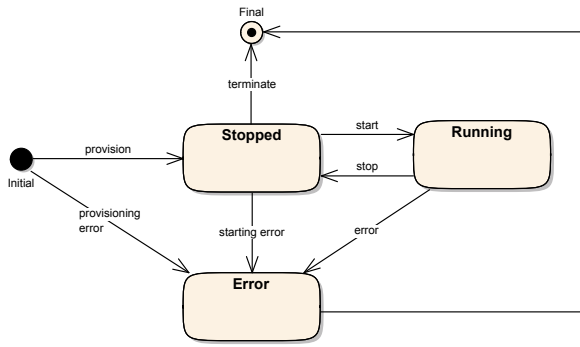 Final
terminate
Stopped
start
Running
provision
stop
Initial
provisioning
error
starting error
error
Error